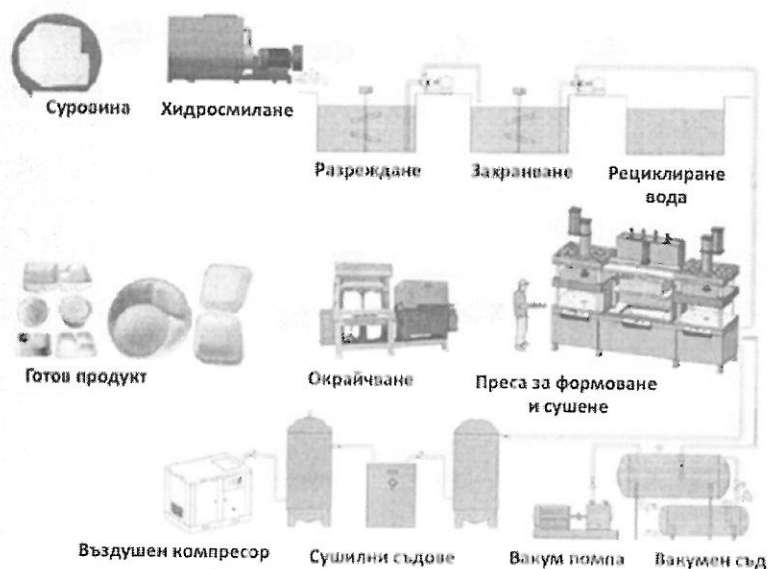 Суровина
Хидросмилане
Разреждане
Захранване
Рециклиране
вода
Готов продукт
Окрайчване
Преса за формоване
и сушене
Въздушен компресор
Сушилни съдове
Вакум помпа
Вакумен съд